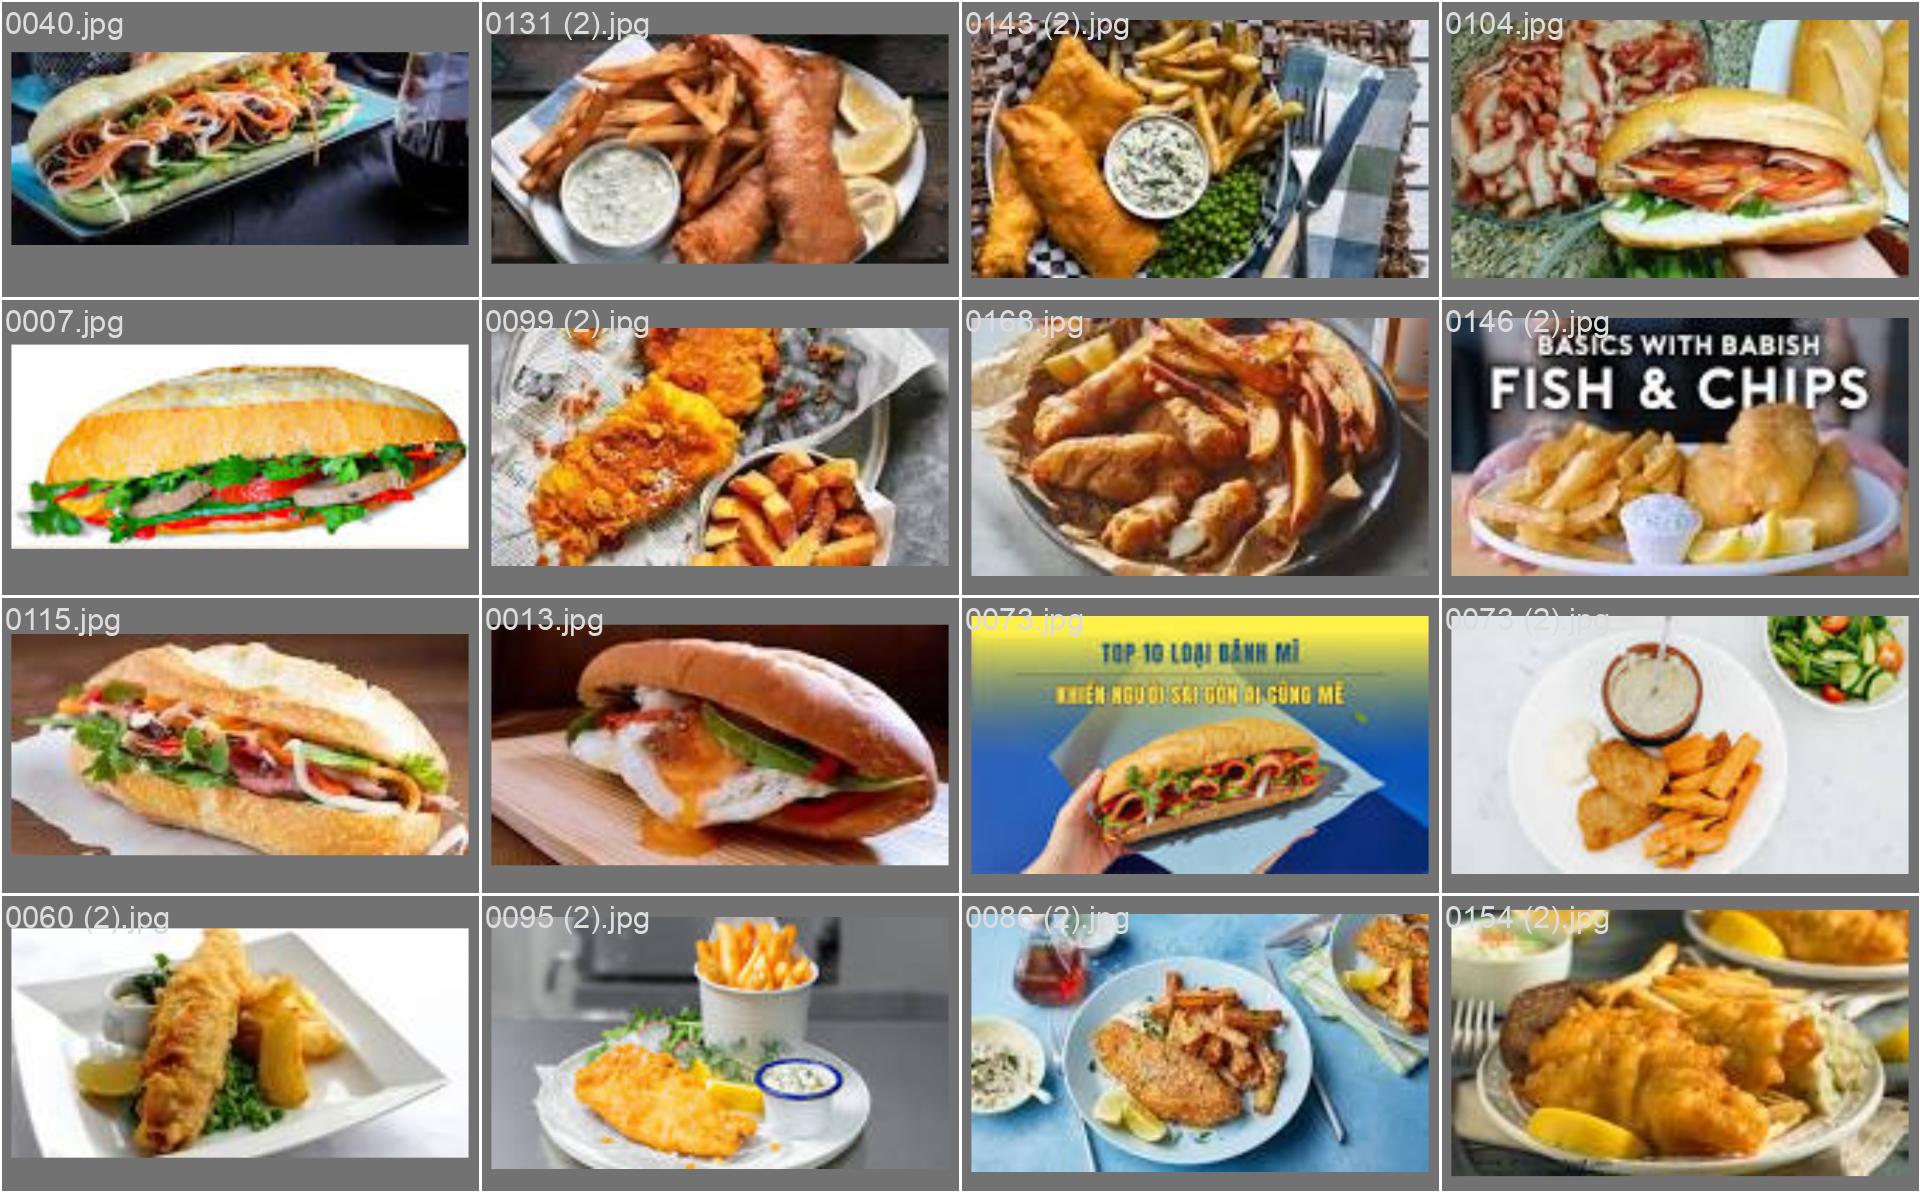 0040.jpg
0131 (2).jpg
0143 (2).jpg
0104.jpg
0007.jpg
0099 (2).jpg
0168.jpg
0146 (2).jpg
BASICS WITH BABISH
FISH & CHIPS
0115.jpg
0013.jpg
0073.jpg
TOP 10 LOẠI BÁNH MÌ
KHIẾN NGƯỜI SÀI GÒN AI CŨNG MÊ
0073 (2).jpg
0060 (2).jpg
0095 (2).jpg
0086 (2).jpg
0154 (2).jpg